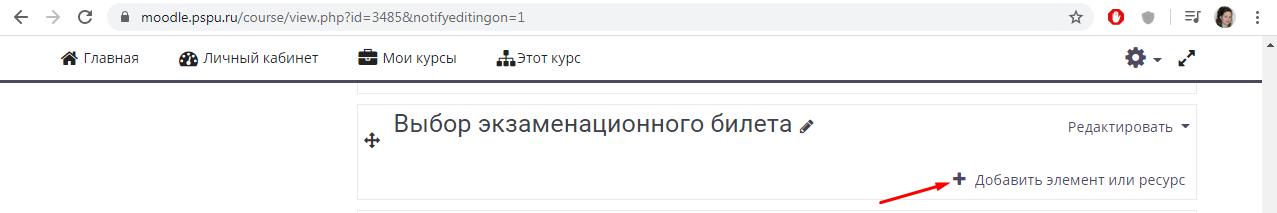 moodle.pspu.ru/course/view.php?id=3485&notifyeditingon=1
Главная Личный кабинет Мои курсы Этот курс
Выбор экзаменационного билета
Редактировать
Добавить элемент или ресурс